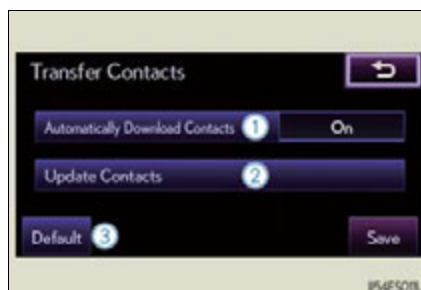 Transfer Contacts
Automatically Download Contacts 1 On
Update Contacts 2
Default 3 Save